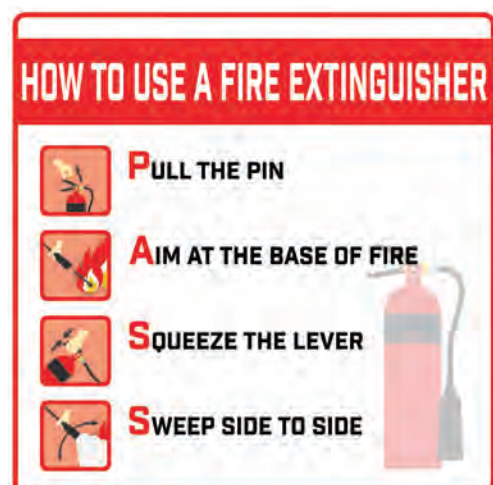 HOW TO USE A FIRE EXTINGUISHER
PULL THE PIN
AIM AT THE BASE OF FIRE
SQUEEZE THE LEVER
SWEEP SIDE TO SIDE